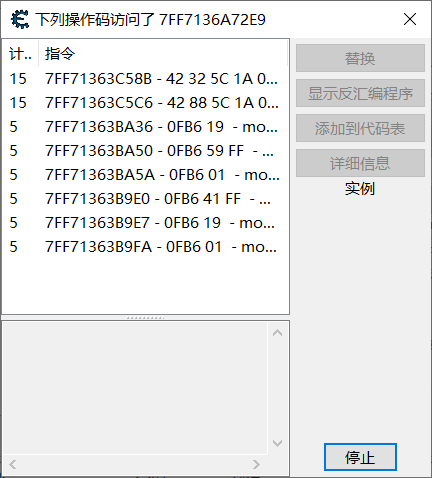 下列操作码访问了 7FF7136A72E9
计.. 指令
15 7FF71363C58B - 42 32 5C 1A 0...
15 7FF71363C5C6 - 42 88 5C 1A 0...
5 7FF71363BA36 - 0FB6 19 - mo...
5 7FF71363BA50 - 0FB6 59 FF - ...
5 7FF71363BA5A - 0FB6 01 - mo...
5 7FF71363B9E0 - 0FB6 41 FF - ...
5 7FF71363B9E7 - 0FB6 19 - mo...
5 7FF71363B9FA - 0FB6 01 - mo...
替换
显示反汇编程序
添加到代码表
详细信息
实例
停止